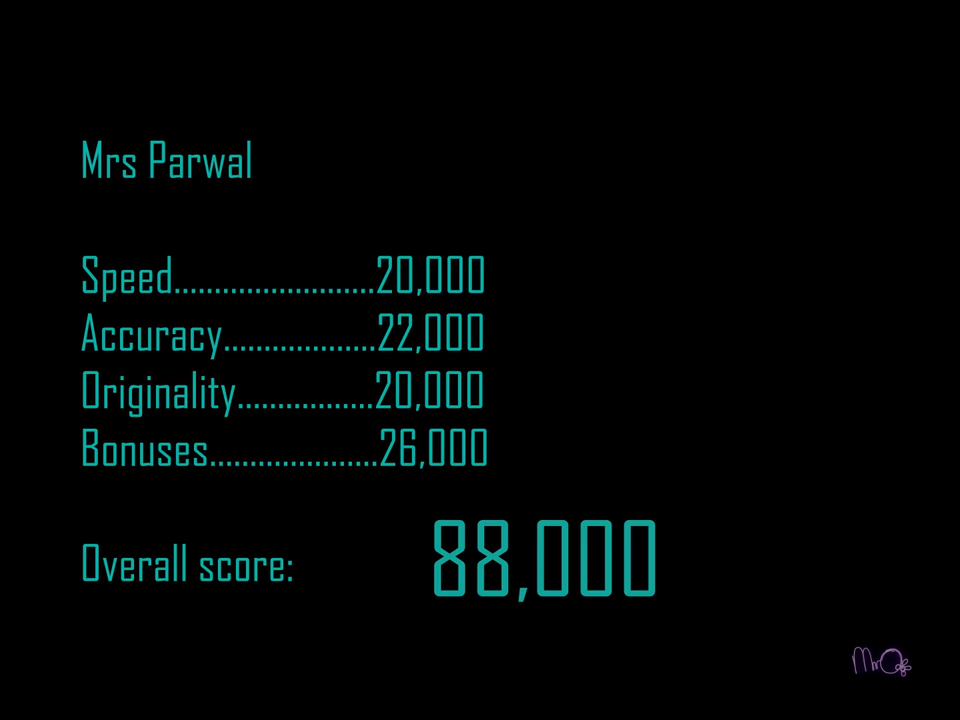 Mrs Parwal
Speed.........................20,000
Accuracy...................22,000
Originality.................20,000
Bonuses.....................26,000
Overall score: 88,000